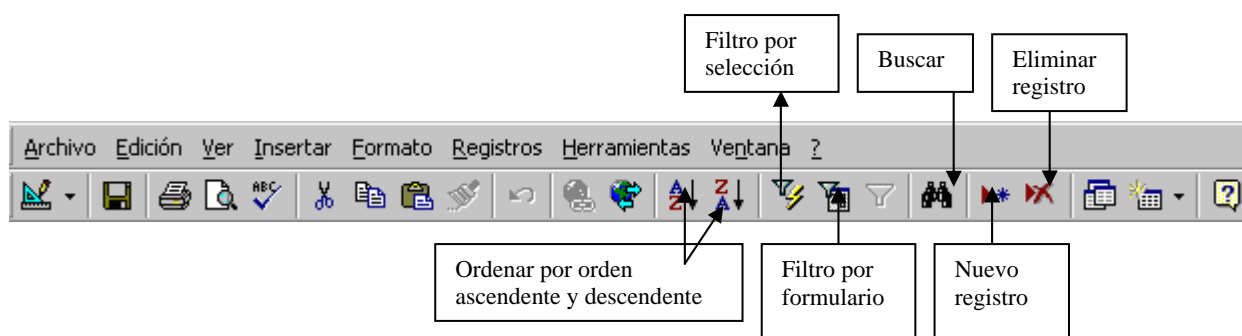 Filtro por
selección
Buscar
Eliminar
registro
Archivo Edición Ver Insertar Formato Registros Herramientas Ventana ?
ABC
A
Z
Z
A
?
Ordenar por orden
ascendente y descendente
Filtro por
formulario
Nuevo
registro